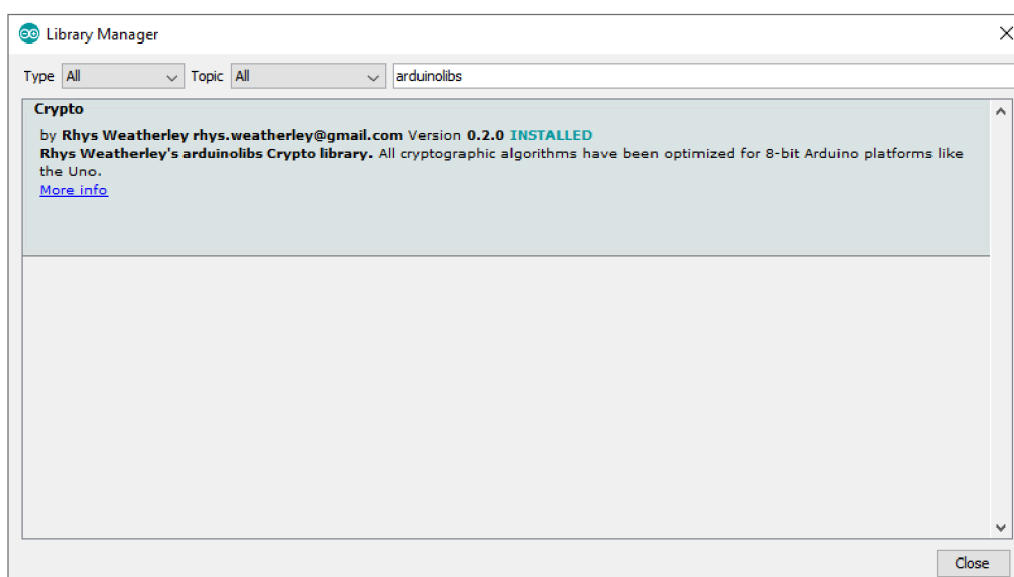 Library Manager
Type All Topic All arduinolibs
Crypto
by Rhys Weatherley rhys.weatherley@gmail.com Version 0.2.0 INSTALLED
Rhys Weatherley's arduinolibs Crypto library. All cryptographic algorithms have been optimized for 8-bit Arduino platforms like
the Uno.
More info
Close